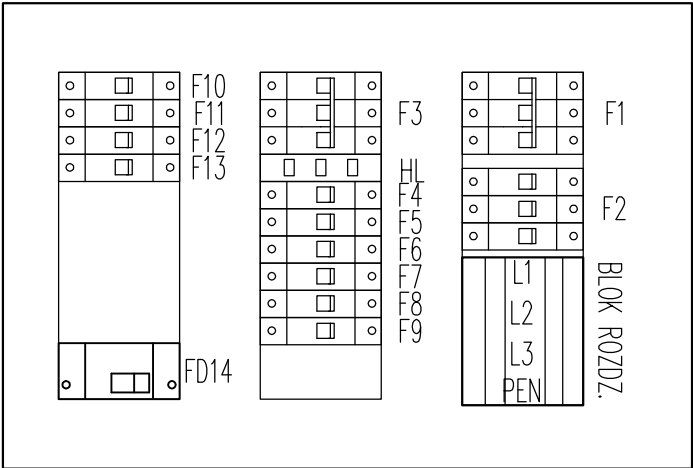 F10
F11
F12
F13
FD14
F3
HL
F4
F5
F6
F7
F8
F9
F1
F2
L1
L2
L3
PEN
BLOK ROZDZ.